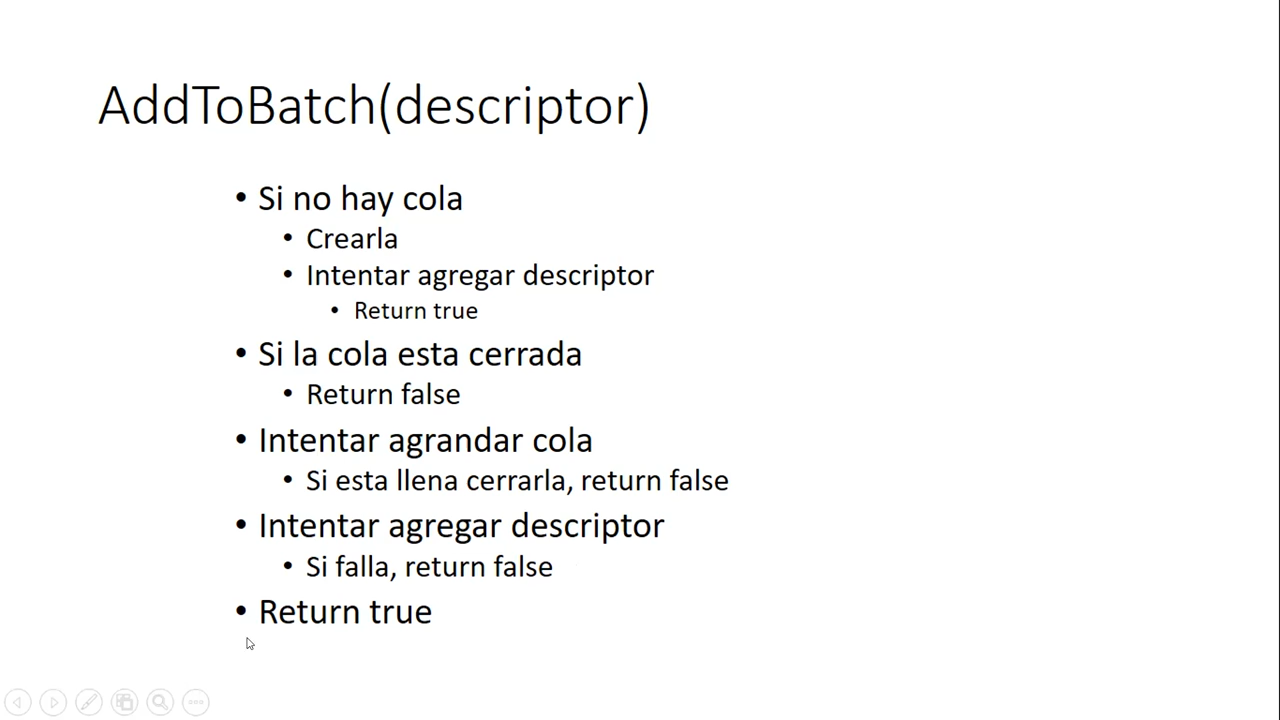 AddToBatch(descriptor)
• Si no hay cola
• Crearla
• Intentar agregar descriptor
• Return true
• Si la cola esta cerrada
• Return false
• Intentar agrandar cola
• Si esta llena cerrarla, return false
• Intentar agregar descriptor
• Si falla, return false
• Return true